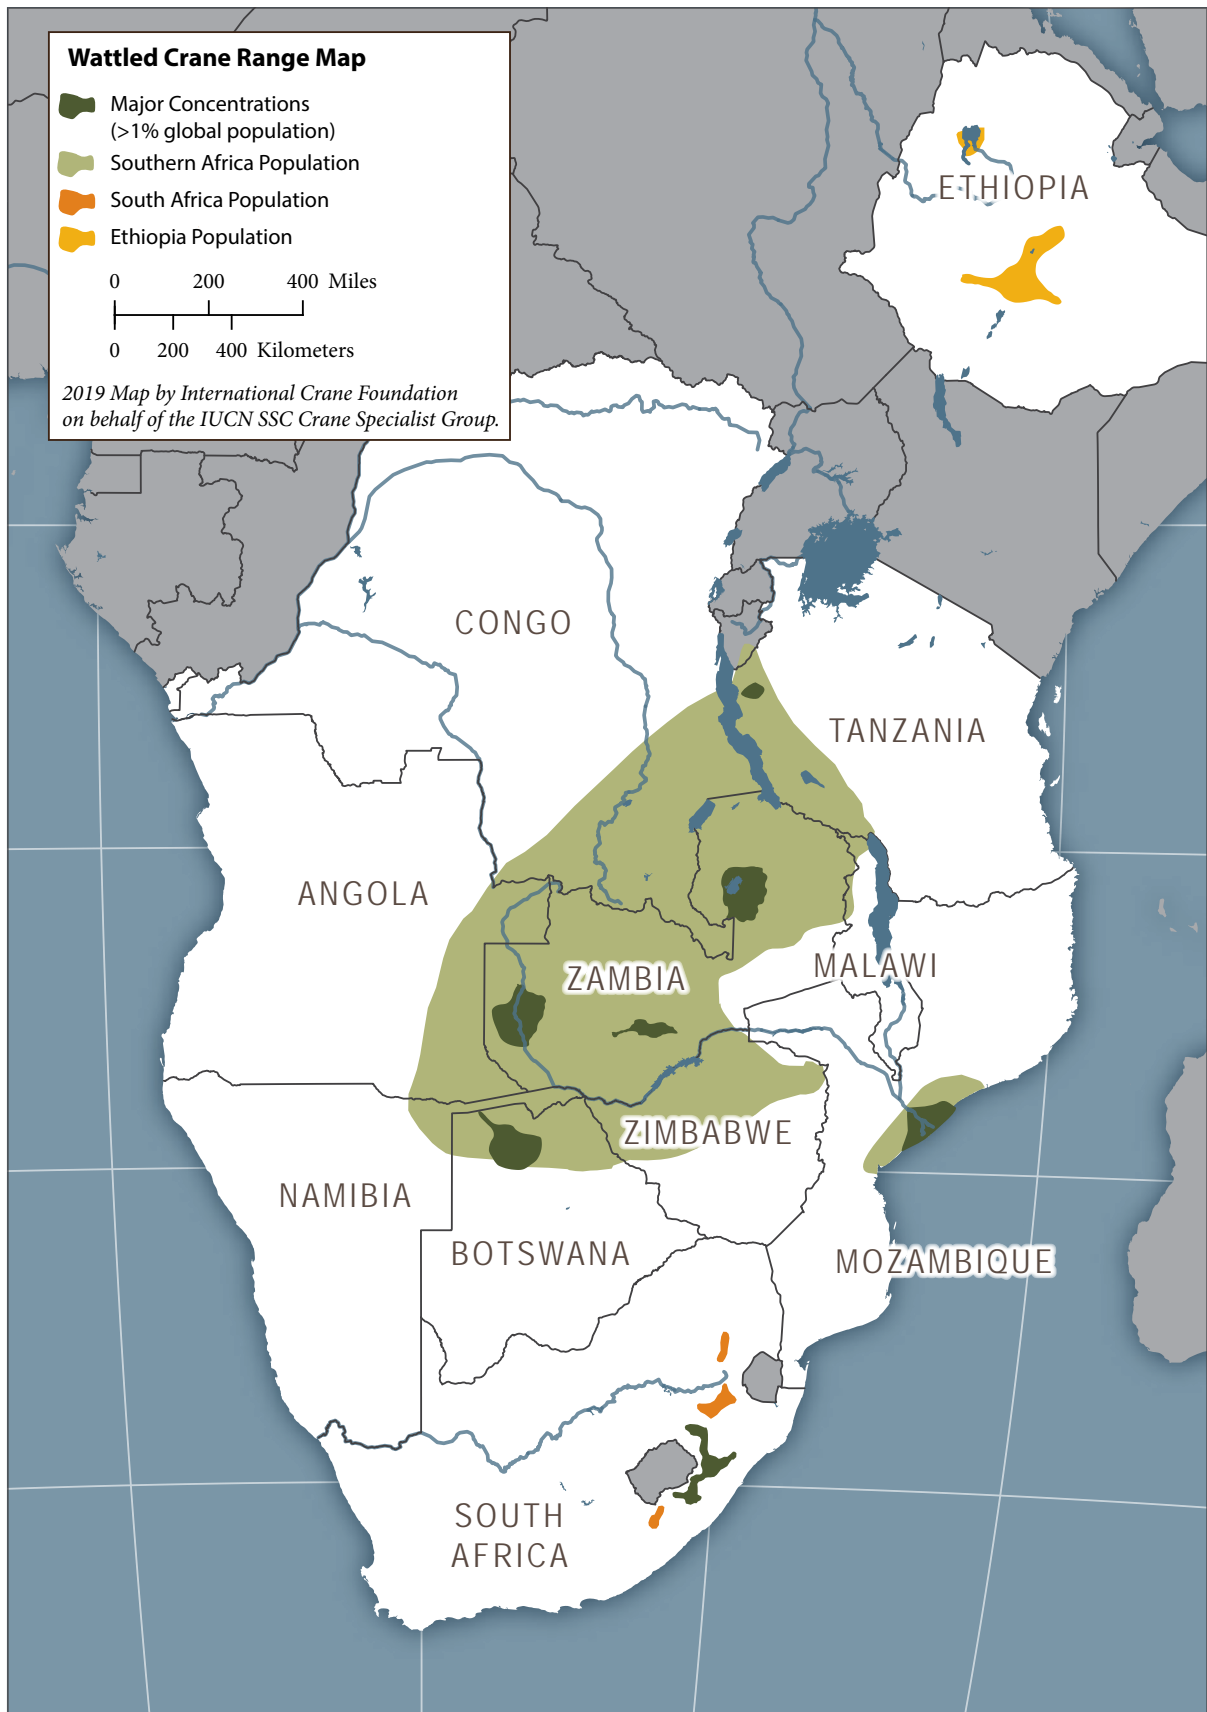 Wattled Crane Range Map
Major Concentrations
(>1% global population)
Southern Africa Population
South Africa Population
Ethiopia Population
0 200 400 Miles
0 200 400 Kilometers
2019 Map by International Crane Foundation
on behalf of the IUCN SSC Crane Specialist Group.
ETHIOPIA
CONGO
TANZANIA
ANGOLA
ZAMBIA
MALAWI
ZIMBABWE
NAMIBIA
BOTSWANA
MOZAMBIQUE
SOUTH
AFRICA